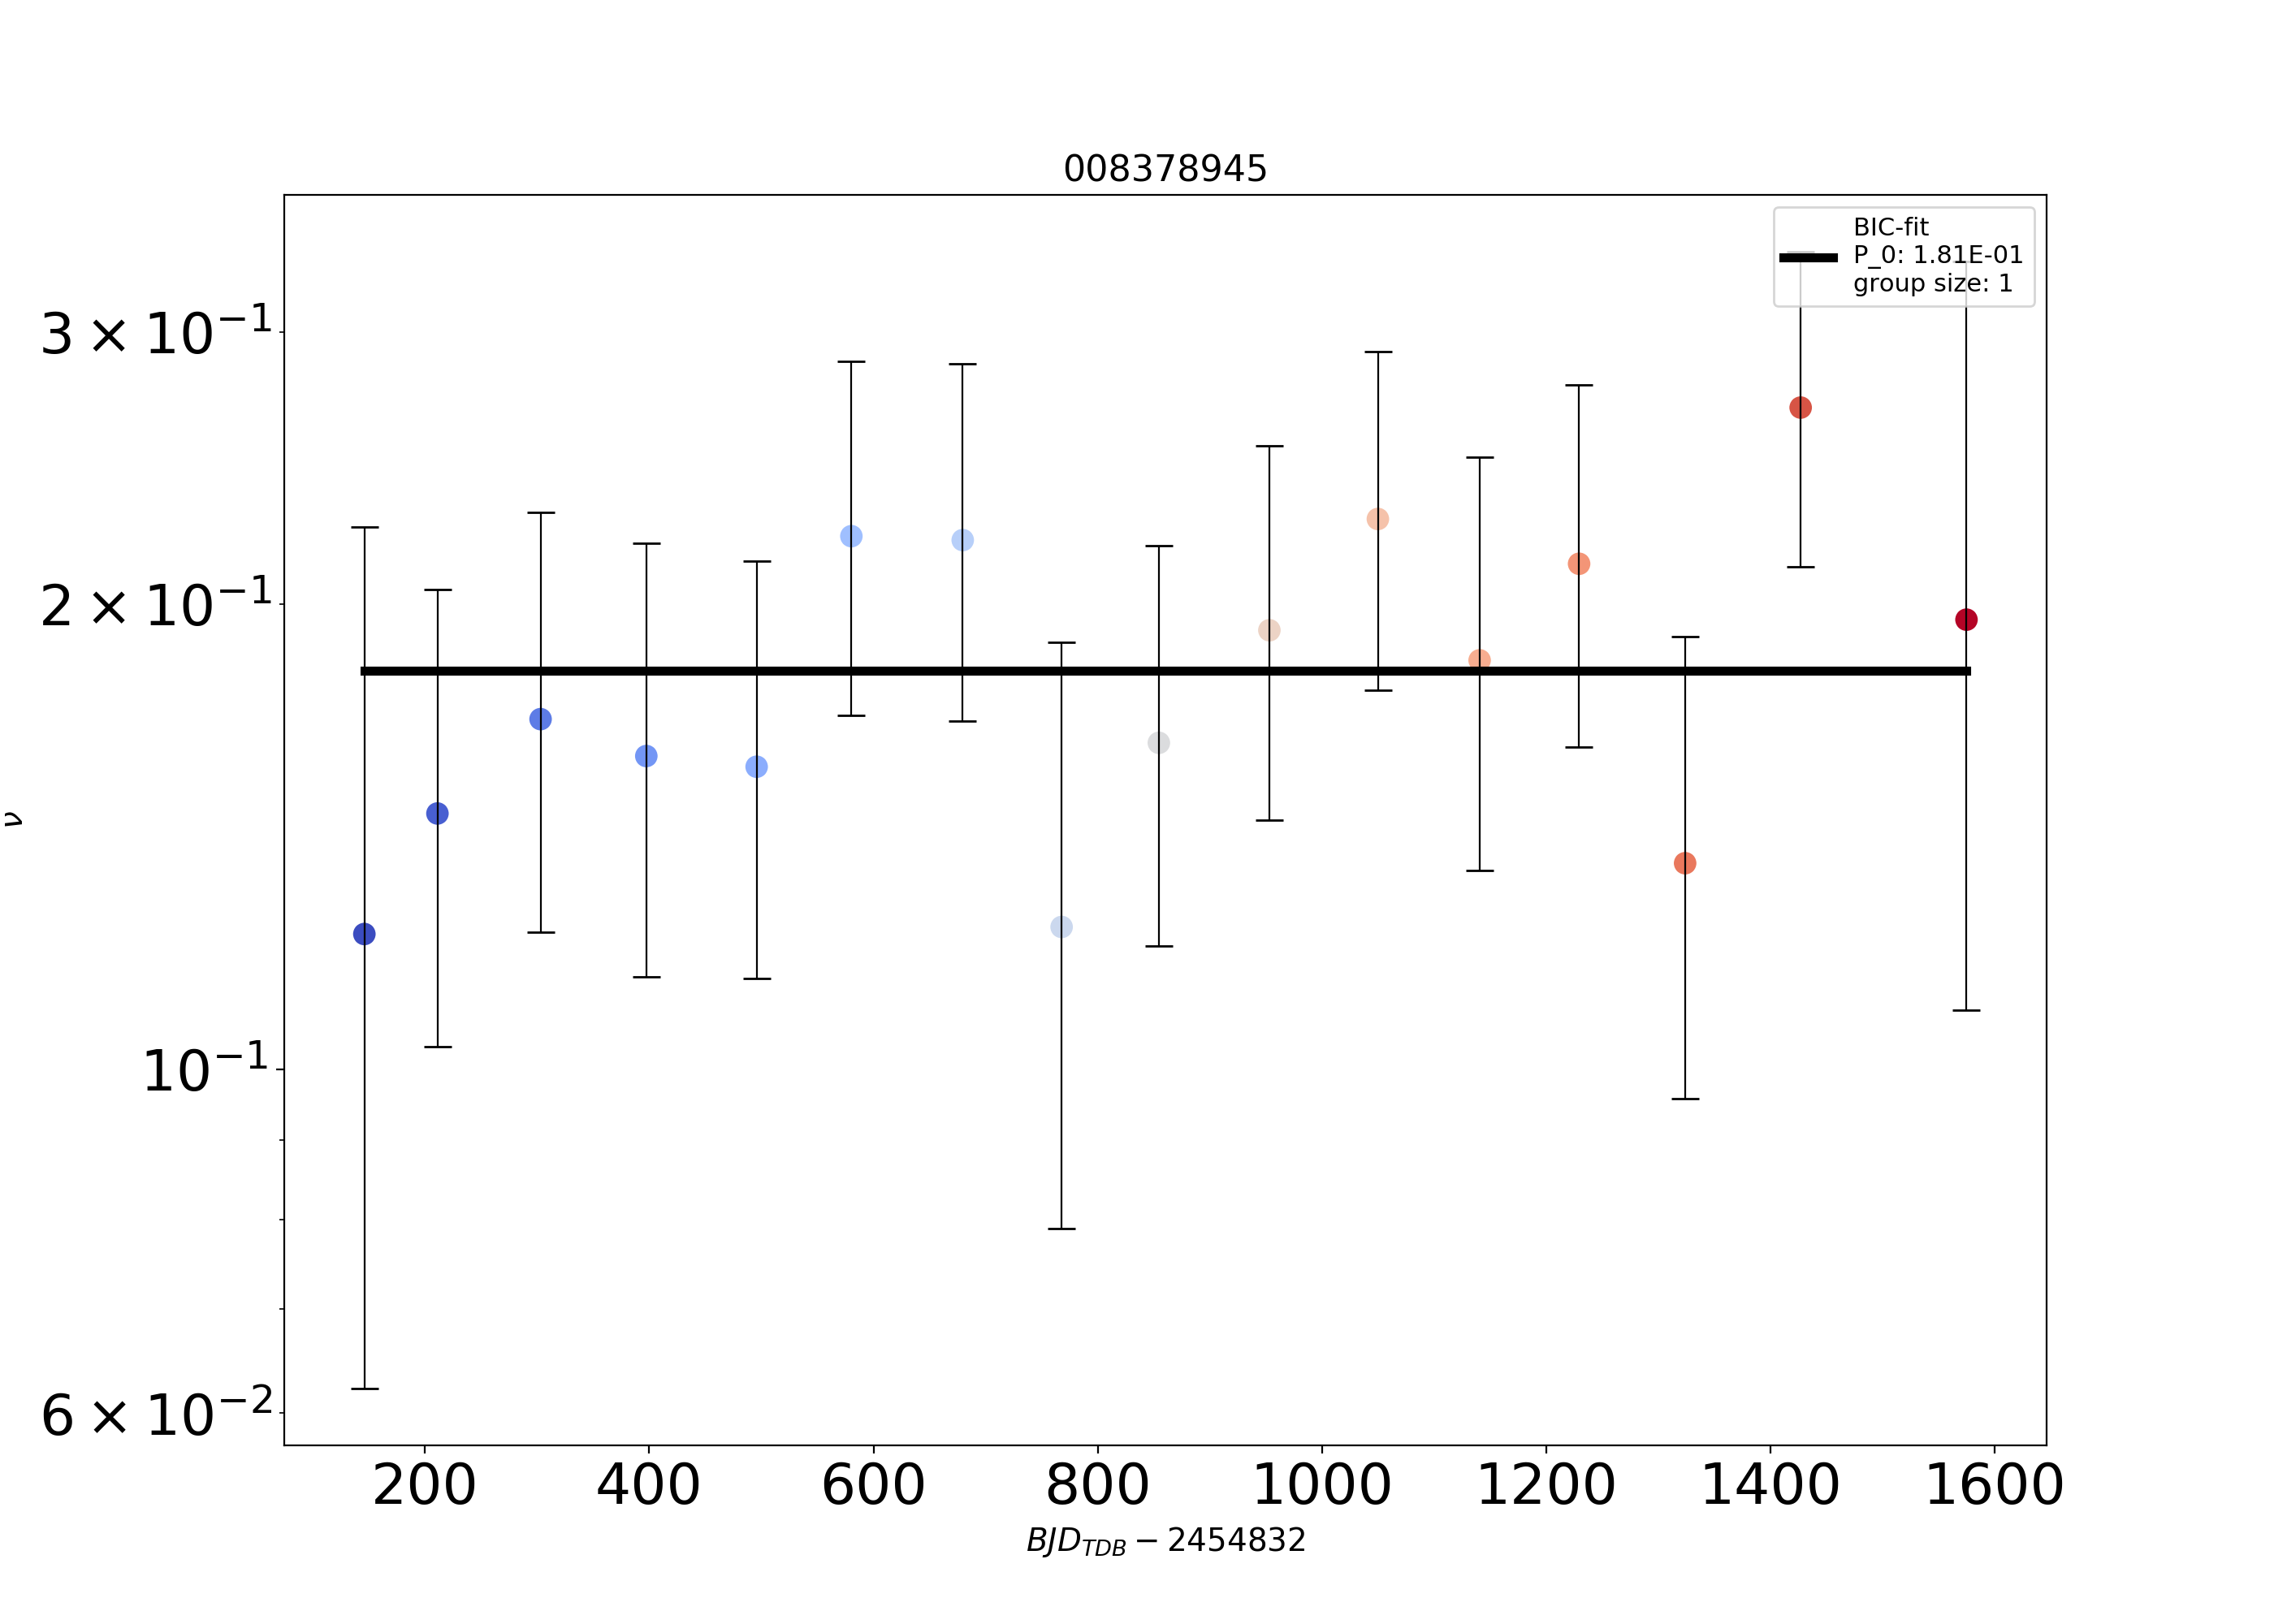 008378945
BIC-fit
P_0: 1.81E-01
group size: 1
3 × 10⁻¹
2 × 10⁻¹
10⁻¹
6 × 10⁻²
ν
200 400 600 800 1000 1200 1400 1600
BJD_TDB − 2454832